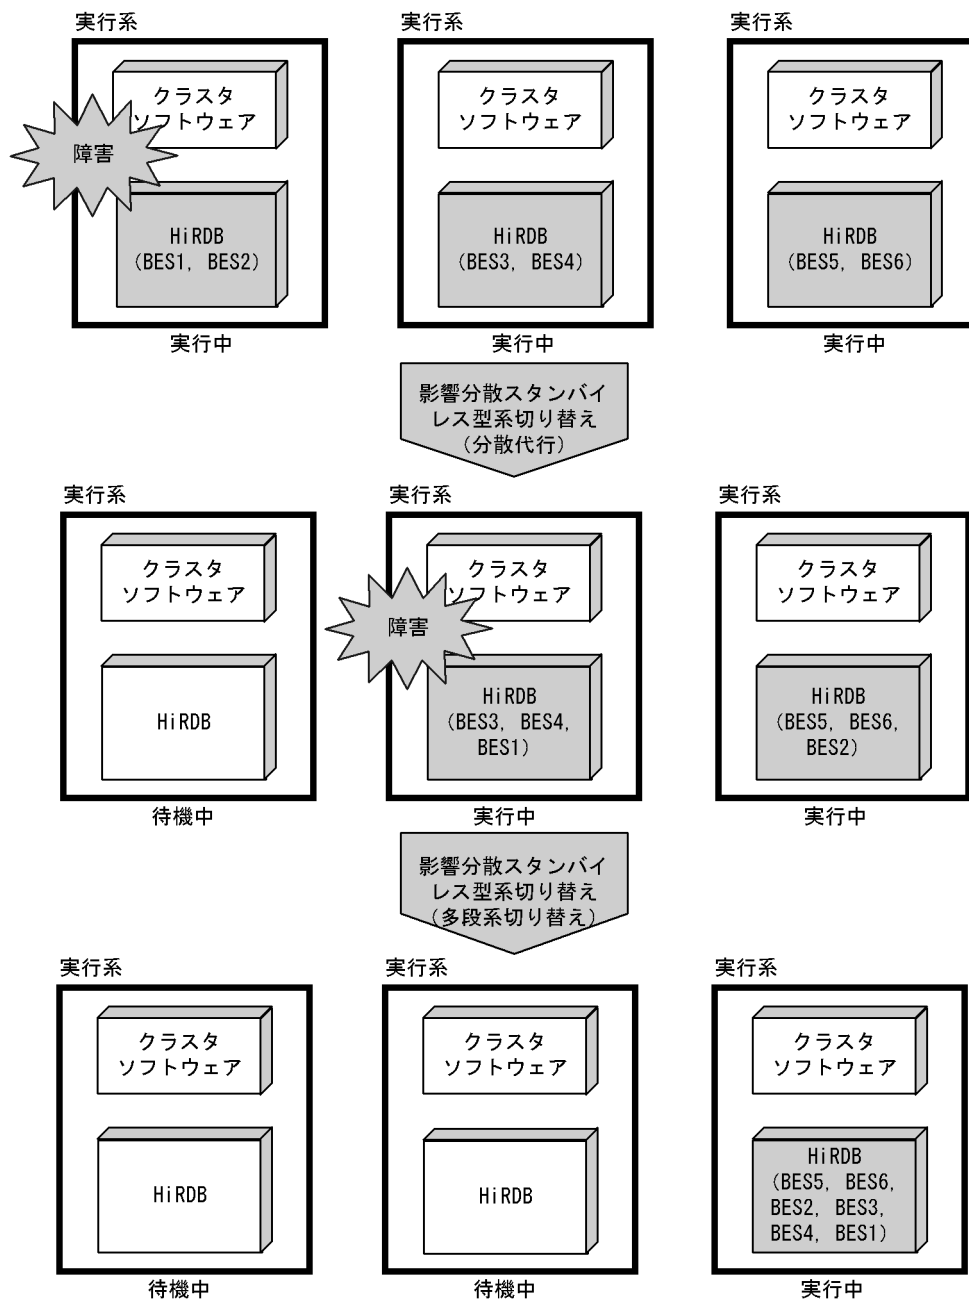 実行系
実行系
実行系
クラスタ
ソフトウェア
クラスタ
ソフトウェア
クラスタ
ソフトウェア
障害
HiRDB
(BES1, BES2)
HiRDB
(BES3, BES4)
HiRDB
(BES5, BES6)
実行中
実行中
実行中
影響分散スタンバイ
レス型系切り替え
(分散代行)
実行系
実行系
実行系
クラスタ
ソフトウェア
クラスタ
ソフトウェア
クラスタ
ソフトウェア
障害
HiRDB
HiRDB
(BES3, BES4,
BES1)
HiRDB
(BES5, BES6,
BES2)
待機中
実行中
実行中
影響分散スタンバイ
レス型系切り替え
(多段系切り替え)
実行系
実行系
実行系
クラスタ
ソフトウェア
クラスタ
ソフトウェア
クラスタ
ソフトウェア
HiRDB
HiRDB
HiRDB
(BES5, BES6,
BES2, BES3,
BES4, BES1)
待機中
待機中
実行中